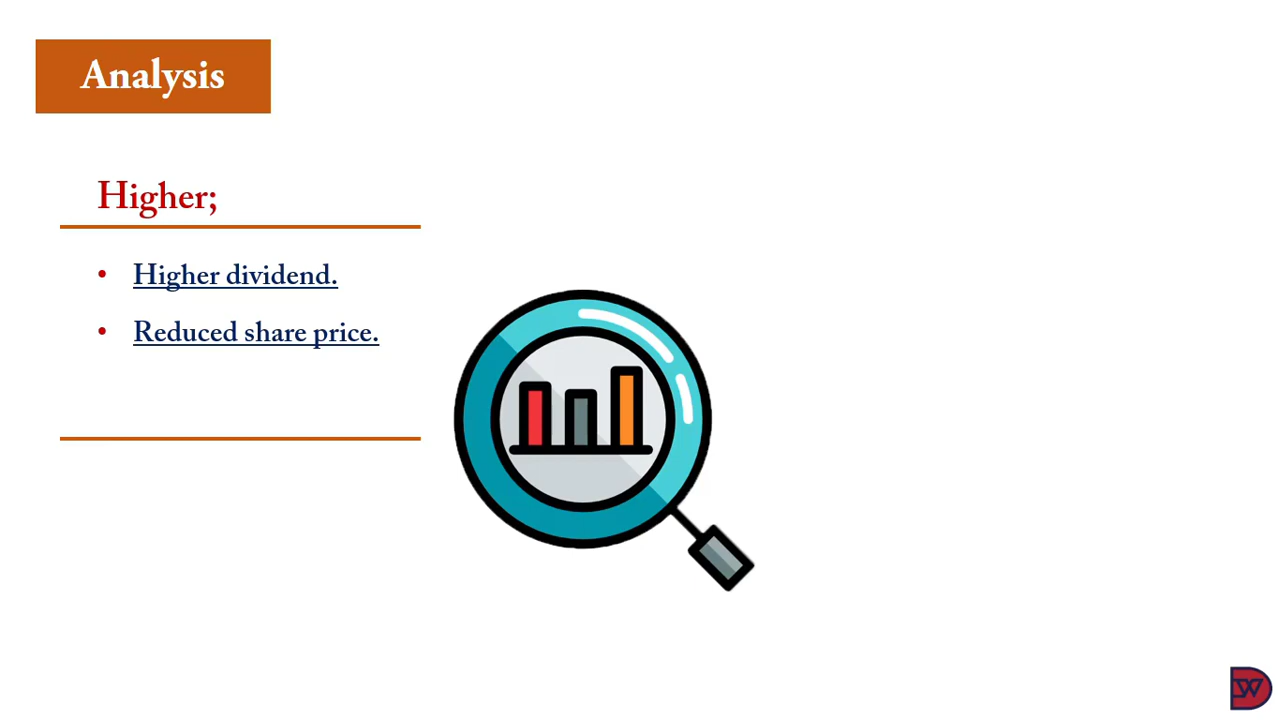 Analysis
Higher;
• Higher dividend.
• Reduced share price.